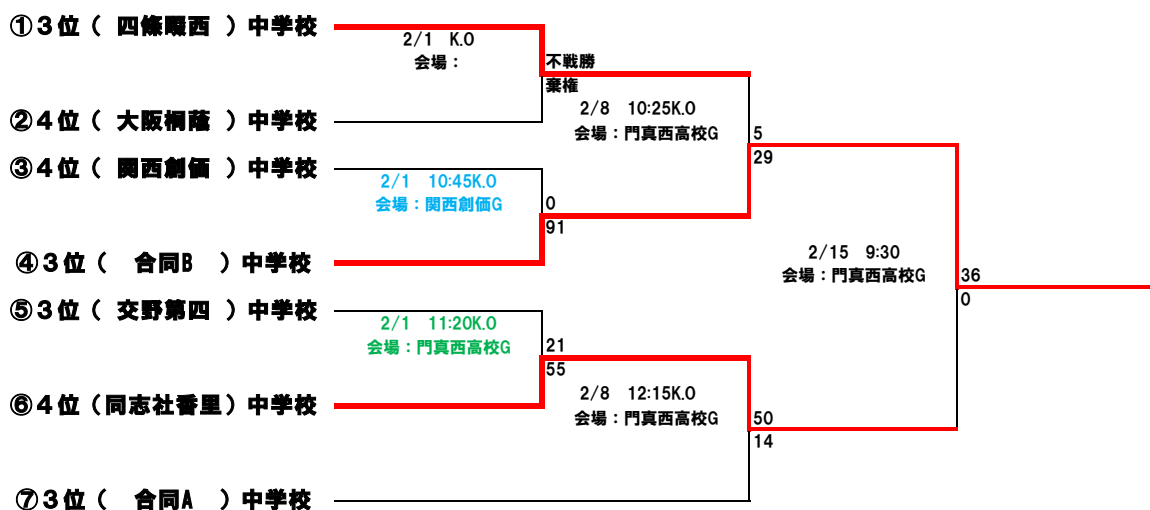 ①３位（ 四條畷西 ）中学校
2/1 K.O
会場：
不戦勝
棄権
②４位（ 大阪桐蔭 ）中学校
2/8 10:25K.O
会場：門真西高校G
5
29
③４位（ 関西創価 ）中学校
2/1 10:45K.O
会場：関西創価G
0
91
④３位（ 合同B ）中学校
2/15 9:30
会場：門真西高校G
36
0
⑤３位（ 交野第四 ）中学校
2/1 11:20K.O
会場：門真西高校G
21
55
⑥４位（同志社香里）中学校
2/8 12:15K.O
会場：門真西高校G
50
14
⑦３位（ 合同A ）中学校